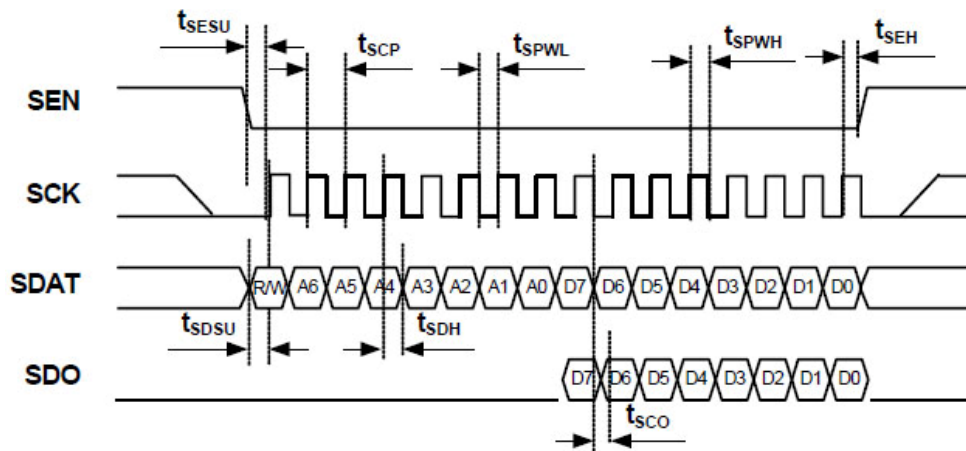 tSESU tSCP tSPWL tSPWH tSEH
SEN
SCK
SDAT R/W A6 A5 A4 A3 A2 A1 A0 D7 D6 D5 D4 D3 D2 D1 D0
tSDSU tSDH
SDO D7 D6 D5 D4 D3 D2 D1 D0
tSCO